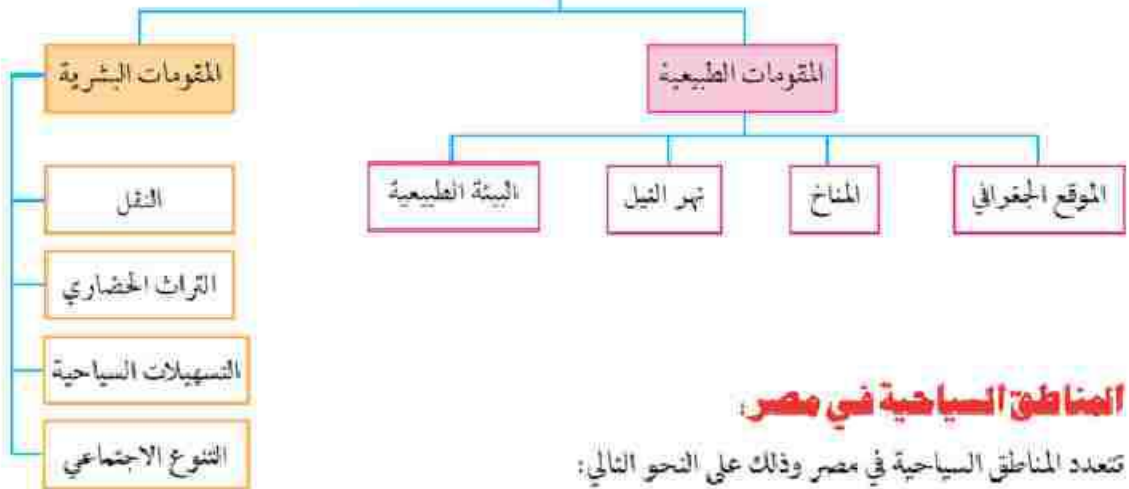 المقومات الطبيعية
المقومات البشرية
الموقع الجغرافي
المناخ
نهر النيل
البيئة الطبيعية
النقل
التراث الحضاري
التسهيلات السياحية
التنوع الاجتماعي
المناطق السياحية في مصر:
تتعدد المناطق السياحية في مصر وذلك على النحو التالي: